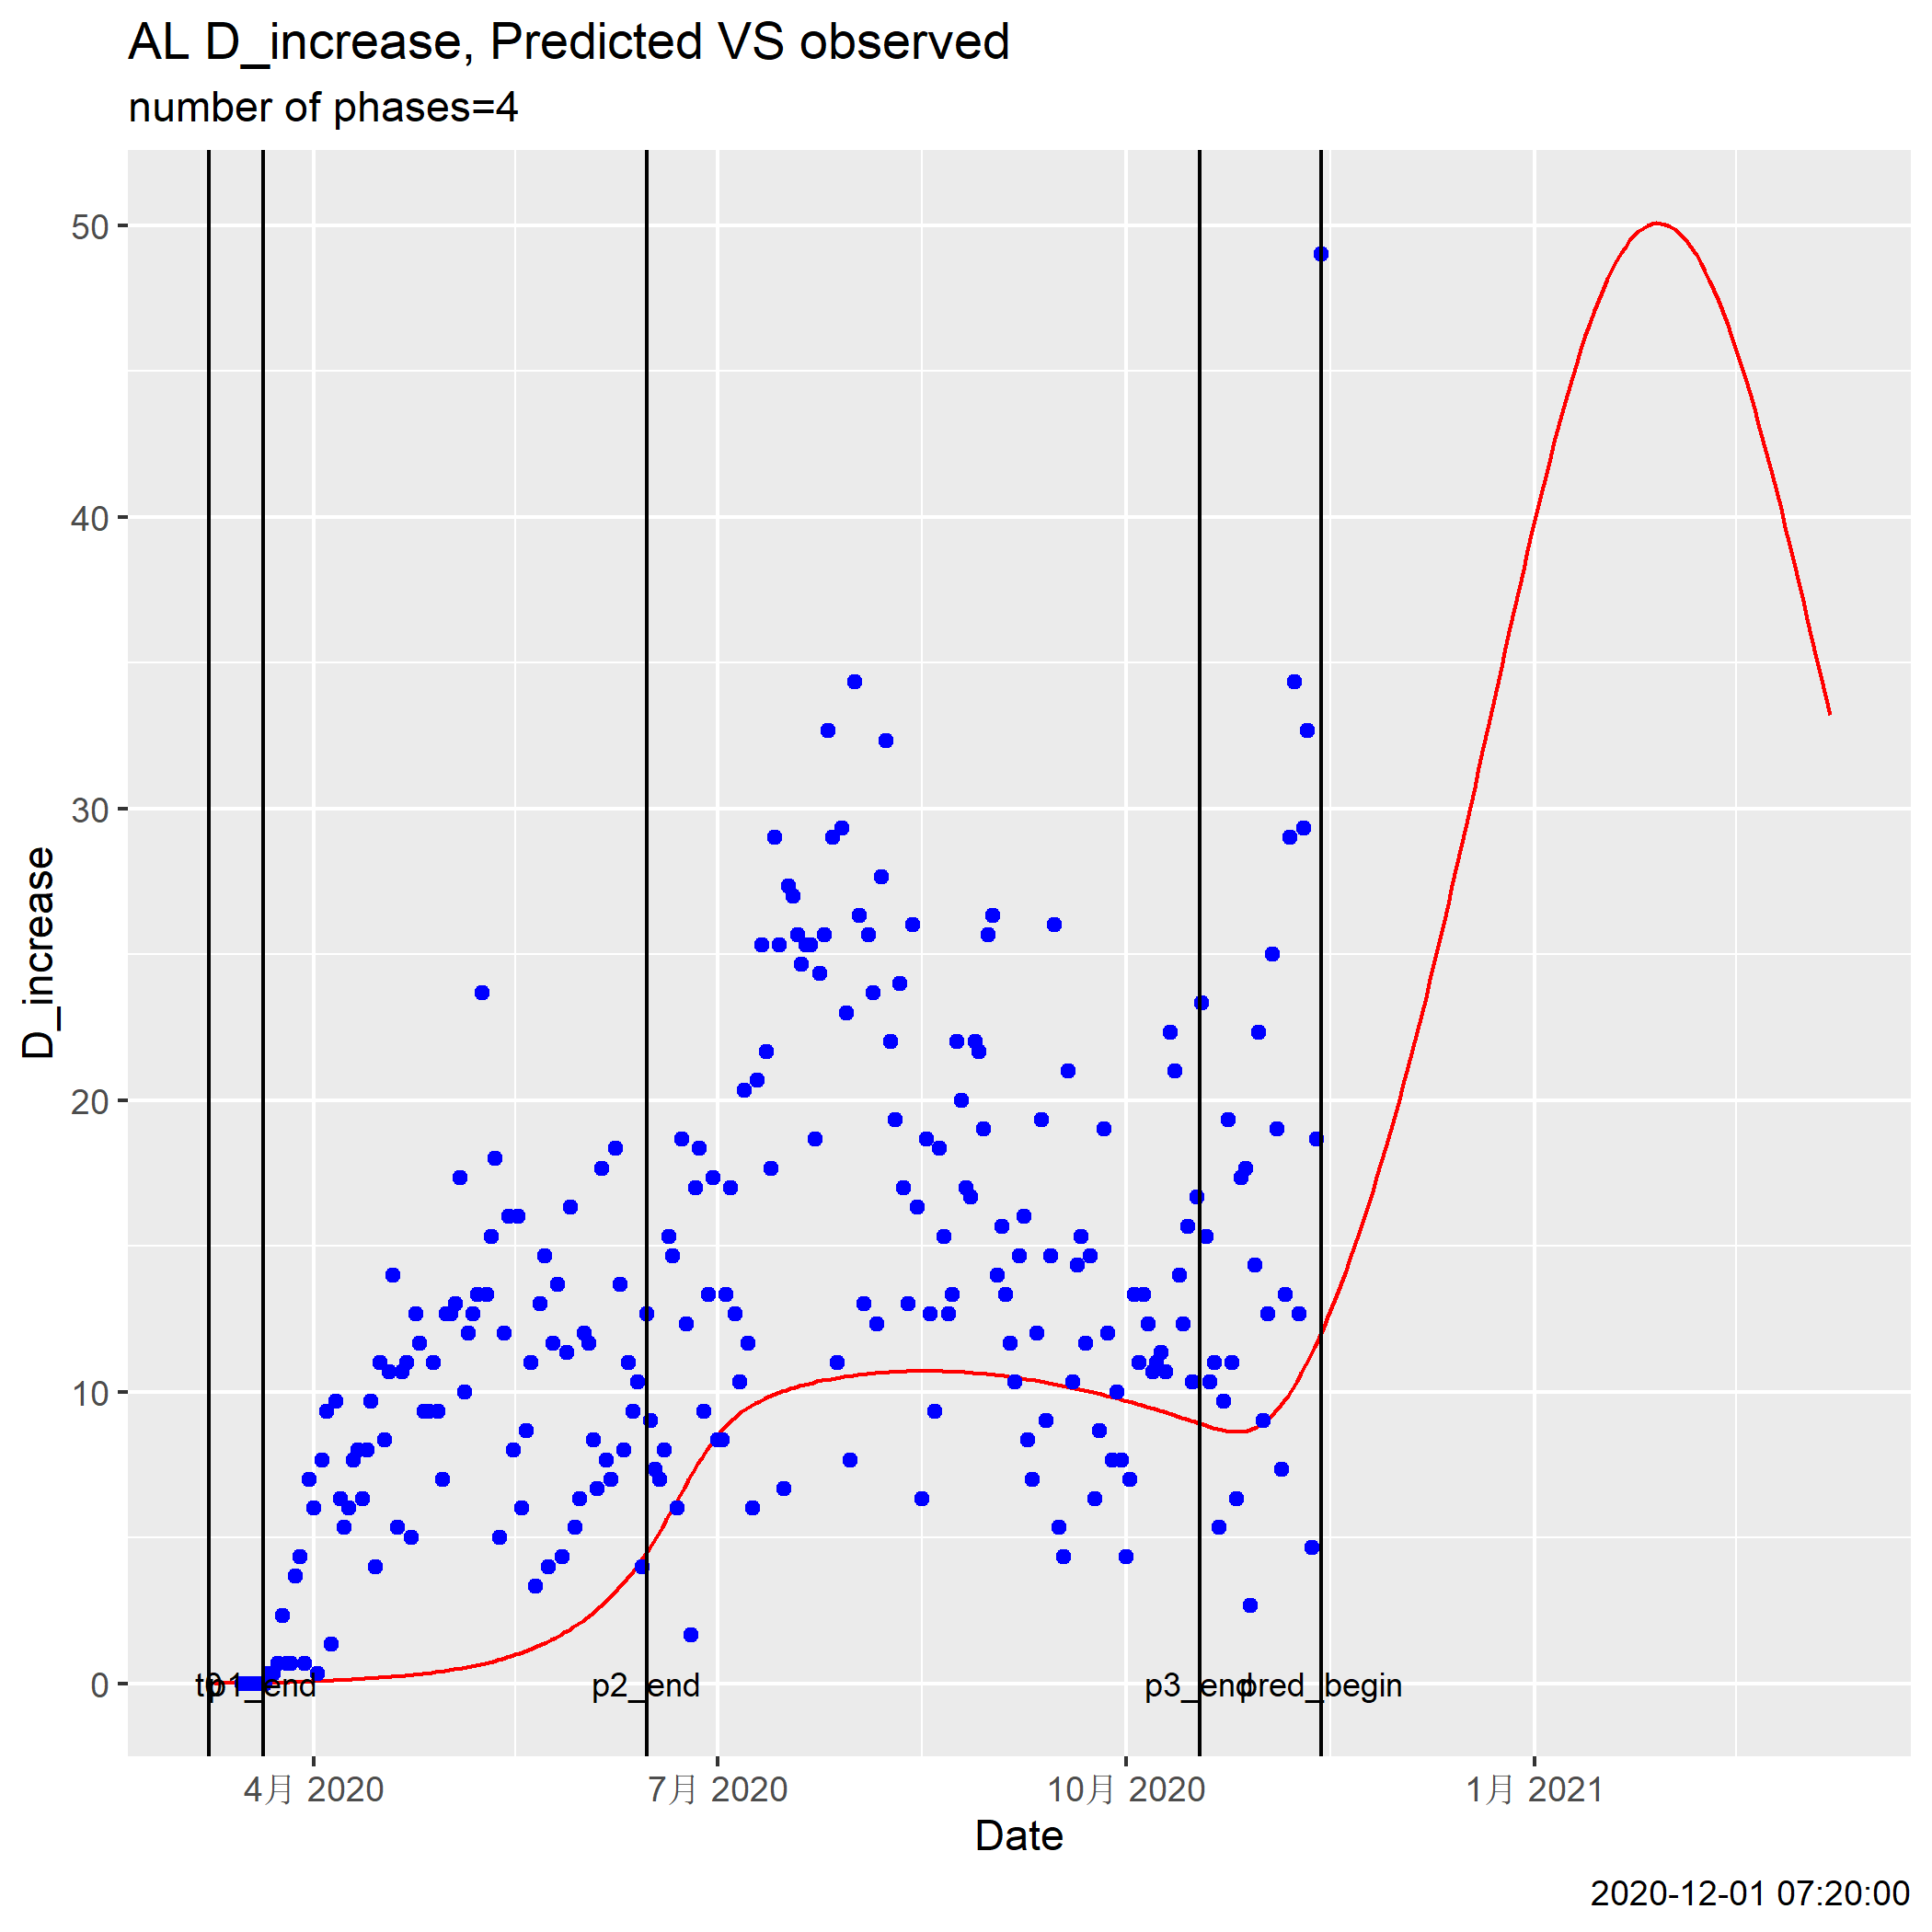 AL D_increase, Predicted VS observed
number of phases=4
50
40
30
20
10
0
D_increase
t0
p1_end
p2_end
p3_end
pred_begin
4月 2020
7月 2020
10月 2020
1月 2021
Date
2020-12-01 07:20:00